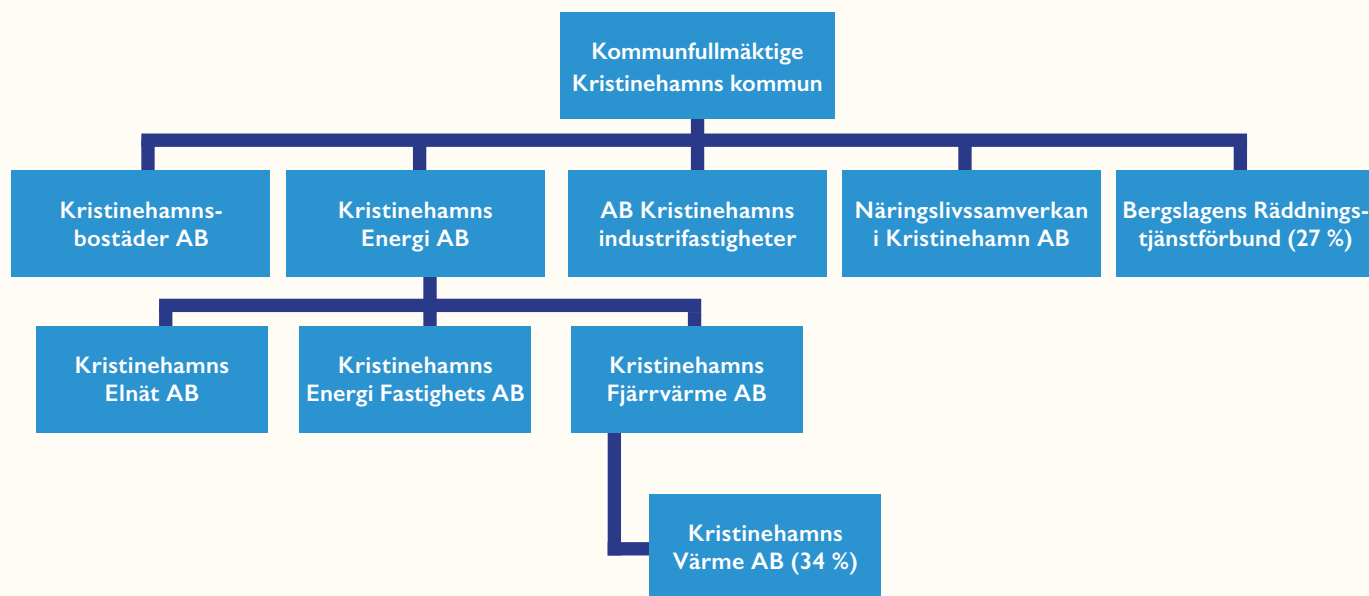 Kommunfullmäktige
Kristinehamns kommun
Kristinehamns-
bostäder AB
Kristinehamns
Energi AB
AB Kristinehamns
industrifastigheter
Näringslivssamverkan
i Kristinehamn AB
Bergslagens Räddnings-
tjänstförbund (27 %)
Kristinehamns
Elnät AB
Kristinehamns
Energi Fastighets AB
Kristinehamns
Fjärrvärme AB
Kristinehamns
Värme AB (34 %)